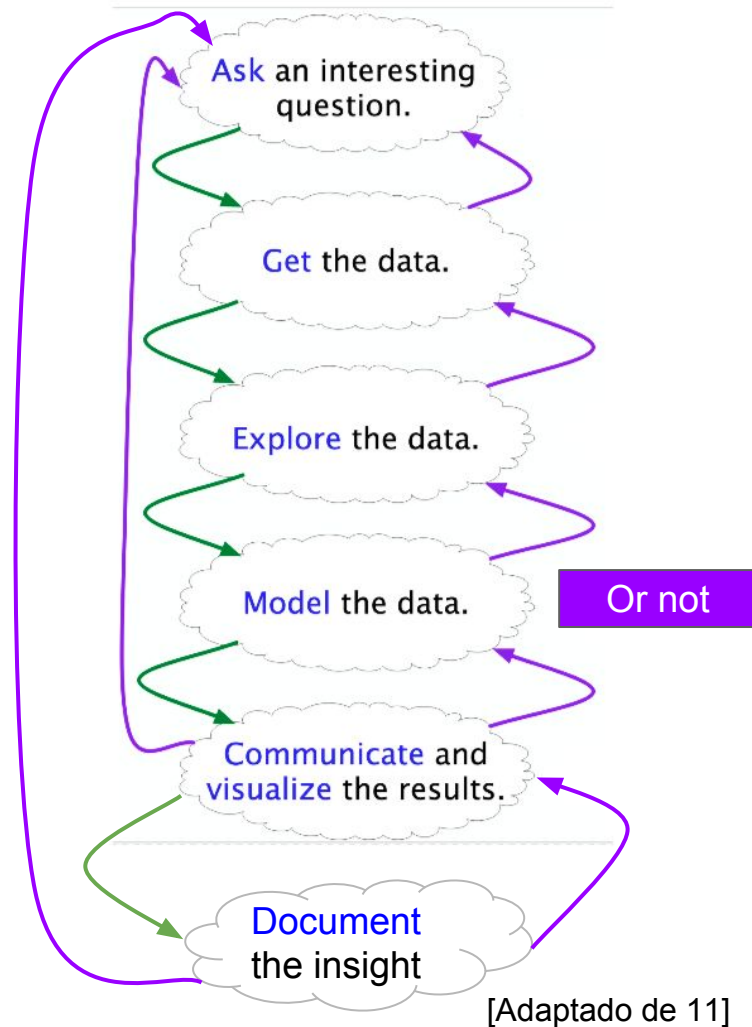 Ask an interesting
question.
Get the data.
Explore the data.
Model the data.
Or not
Communicate and
visualize the results.
Document
the insight
[Adaptado de 11]